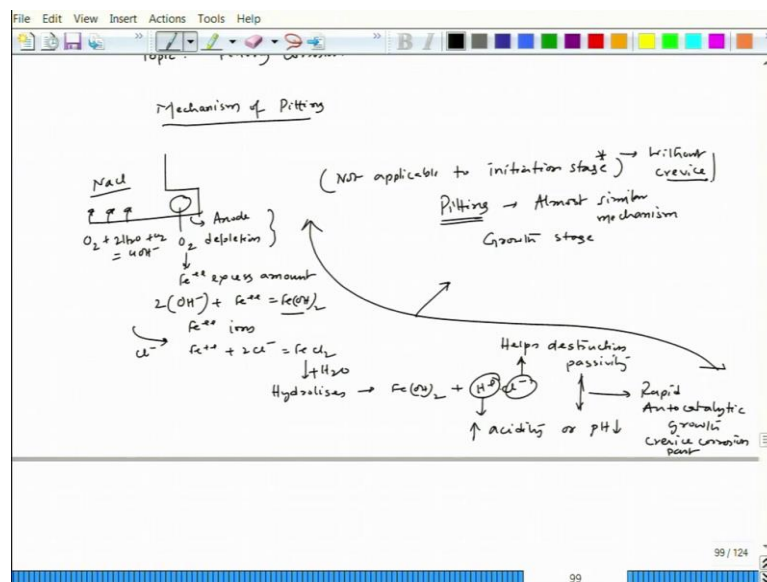 File Edit View Insert Actions Tools Help
Mechanism of Pitting
NaCl
O2 + 2H2O + 4e
= 4OH-
O2 depletion
Anode
(Not applicable to initiation stage*) → Without crevice
Pitting → Almost similar mechanism
Growth stage
Fe++ excess amount
2(OH-) + Fe++ = Fe(OH)2
Fe++ ions
Cl-
Fe++ + 2Cl- = FeCl2
+H2O
Hydrolises → Fe(OH)2 + H+ Cl-
Helps destruction
passivity
↑ acidity or pH↓
Rapid
Autocatalytic
growth
crevice corrosion
part
99 / 124
99